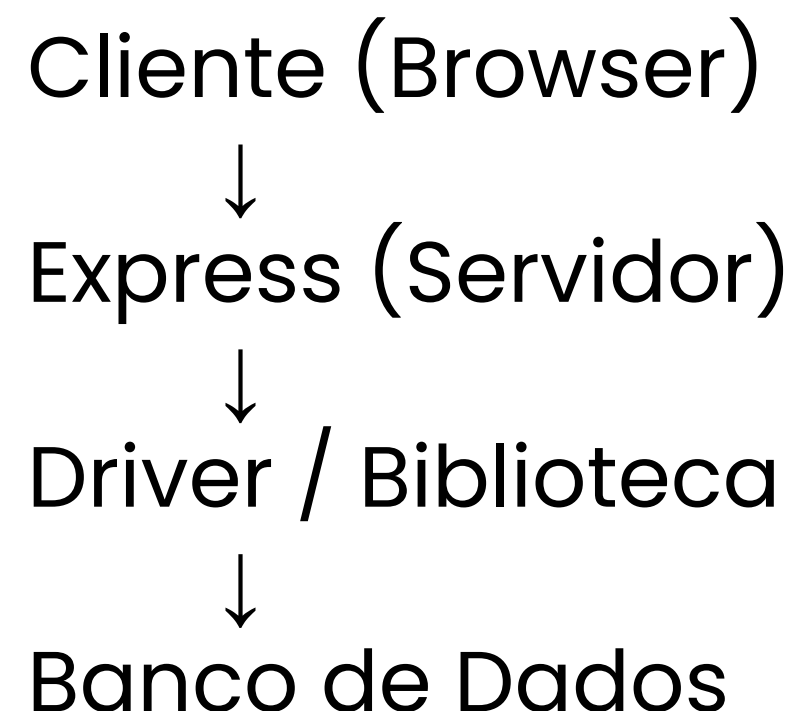 Cliente (Browser)
↓
Express (Servidor)
↓
Driver / Biblioteca
↓
Banco de Dados